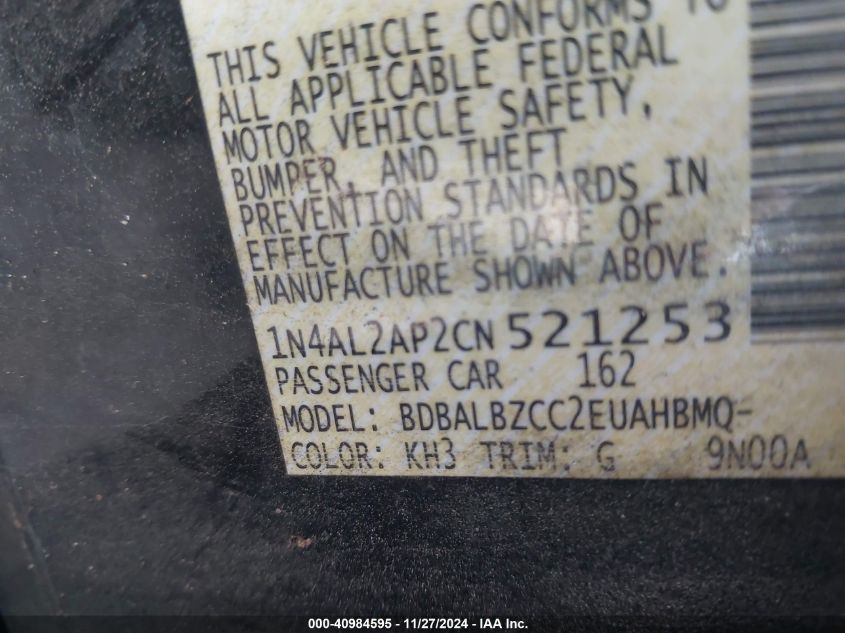 THIS VEHICLE CONFORMS TO
ALL APPLICABLE FEDERAL
MOTOR VEHICLE SAFETY,
BUMPER, AND THEFT
PREVENTION STANDARDS IN
EFFECT ON THE DATE OF
MANUFACTURE SHOWN ABOVE.
1N4AL2AP2CN521253
PASSENGER CAR 162
MODEL: BDBALBZCC2EUAHBMQ-
COLOR: KH3 TRIM: G 9N00A
000-40984595 - 11/27/2024 - IAA Inc.